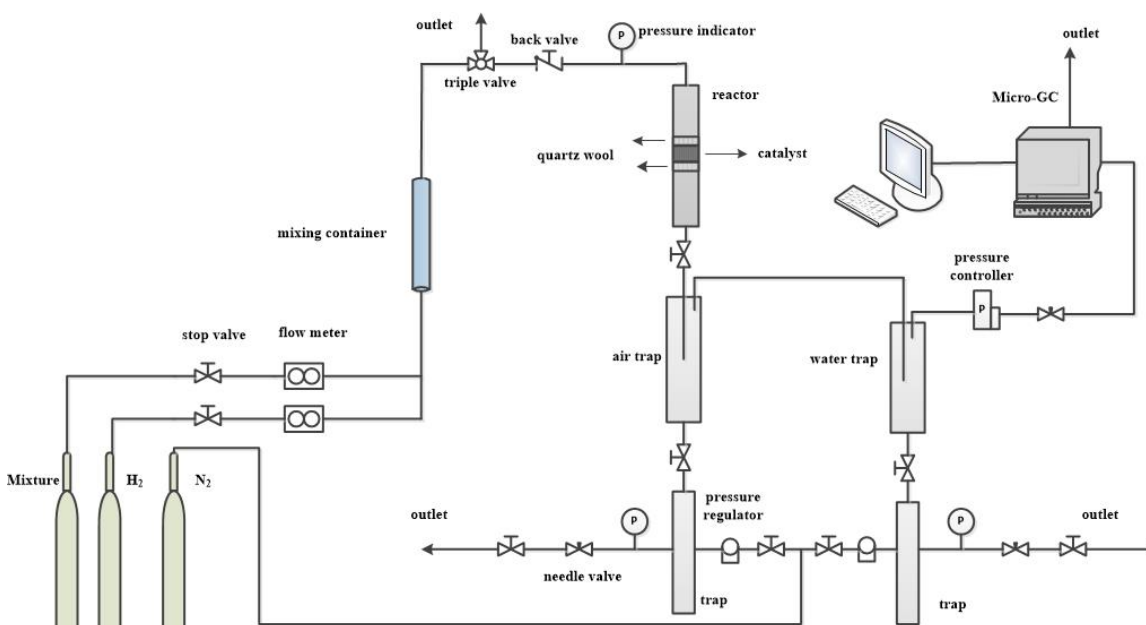 outlet
back valve
P
pressure indicator
outlet
triple valve
Micro-GC
reactor
quartz wool
catalyst
mixing container
pressure
controller
P
stop valve
flow meter
air trap
water trap
Mixture
H2
N2
pressure
regulator
outlet
P
P
outlet
needle valve
trap
trap